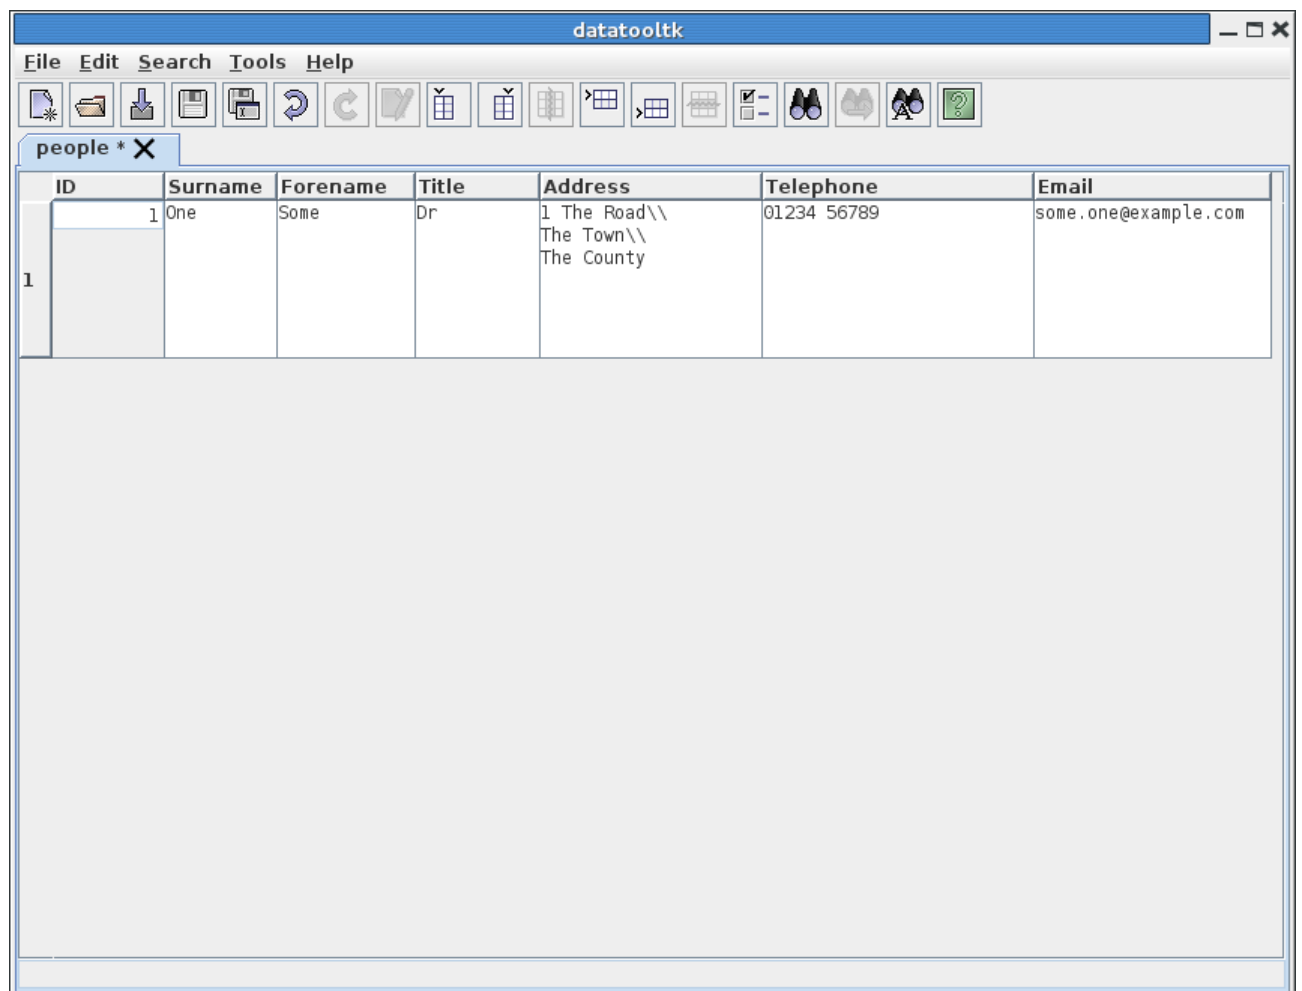 datatooltk
File Edit Search Tools Help
people *
ID Surname Forename Title Address Telephone Email
1 1 One Some Dr 1 The Road\\ 01234 56789 some.one@example.com
The Town\\
The County